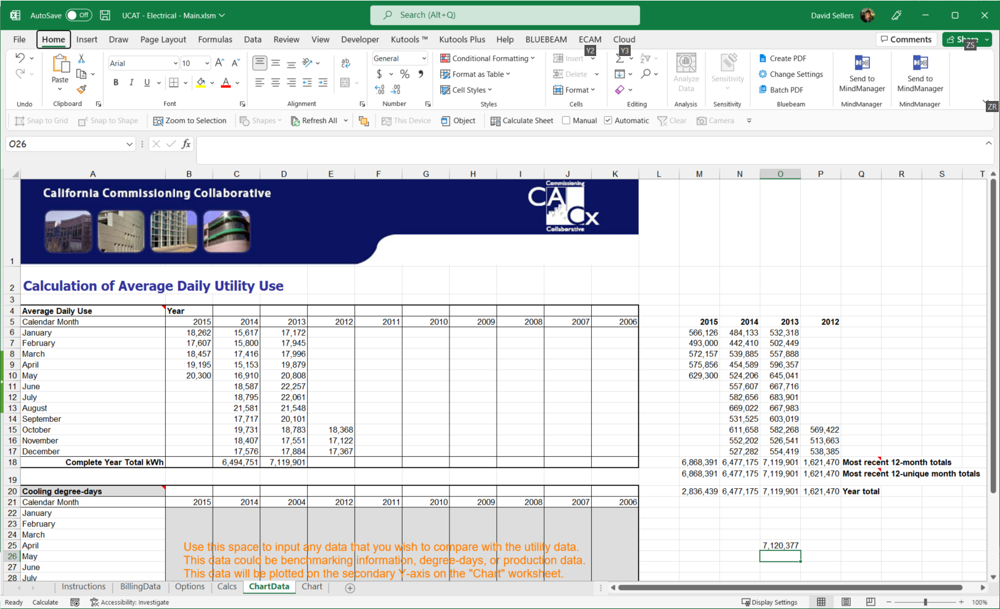 AutoSave Off UCAT - Electrical - Main.xlsm Search (Alt+Q) David Sellers
File Home Insert Draw Page Layout Formulas Data Review View Developer Kutools ™ Kutools Plus Help BLUEBEAM ECAM Cloud Comments Share
Y2 Y3 ZS
Paste Arial 10 ab General Conditional Formatting Insert Create PDF
B I U A $ % Format as Table Delete Analyze Data Sensitivity Change Settings Send to MindManager Send to MindManager
Cell Styles Format Batch PDF
Undo Clipboard Font Alignment Number Styles Cells Editing Analysis Sensitivity Bluebeam MindManager MindManager
ZR
Snap to Grid Snap to Shape Zoom to Selection Shapes Refresh All This Device Object Calculate Sheet Manual Automatic Clear Camera
O26 fx
A B C D E F G H I J K L M N O P Q R S T
California Commissioning Collaborative
Commissioning
CACx
Collaborative
1
2 Calculation of Average Daily Utility Use
3
4 Average Daily Use Year
5 Calendar Month 2015 2014 2013 2012 2011 2010 2009 2008 2007 2006 2015 2014 2013 2012
6 January 18,262 15,617 17,172 566,126 484,133 532,318
7 February 17,607 15,800 17,945 493,000 442,410 502,449
8 March 18,457 17,416 17,996 572,157 539,885 557,888
9 April 19,195 15,153 19,879 575,856 454,589 596,357
10 May 20,300 16,910 20,808 629,300 524,206 645,041
11 June 18,587 22,257 557,607 667,716
12 July 18,795 22,061 582,656 683,901
13 August 21,581 21,548 669,022 667,983
14 September 17,717 20,101 531,525 603,019
15 October 19,731 18,783 18,368 611,658 582,268 569,422
16 November 18,407 17,551 17,122 552,202 526,541 513,663
17 December 17,576 17,884 17,367 527,282 554,419 538,385
18 Complete Year Total kWh 6,494,751 7,119,901 6,868,391 6,477,175 7,119,901 1,621,470 Most recent 12-month totals
19 6,868,391 6,477,175 7,119,901 1,621,470 Most recent 12-unique month totals
20 Cooling degree-days 2,836,439 6,477,175 7,119,901 1,621,470 Year total
21 Calendar Month 2015 2014 2004 2012 2011 2010 2009 2008 2007 2006
22 January
23 February
24 March
25 April 7,120,377
26 May
27 June
28 July
Use this space to input any data that you wish to compare with the utility data.
This data could be benchmarking information, degree-days, or production data.
This data will be plotted on the secondary Y-axis on the "Chart" worksheet.
Instructions BillingData Options Calcs ChartData Chart
Ready Calculate Accessibility: Investigate Display Settings 100%